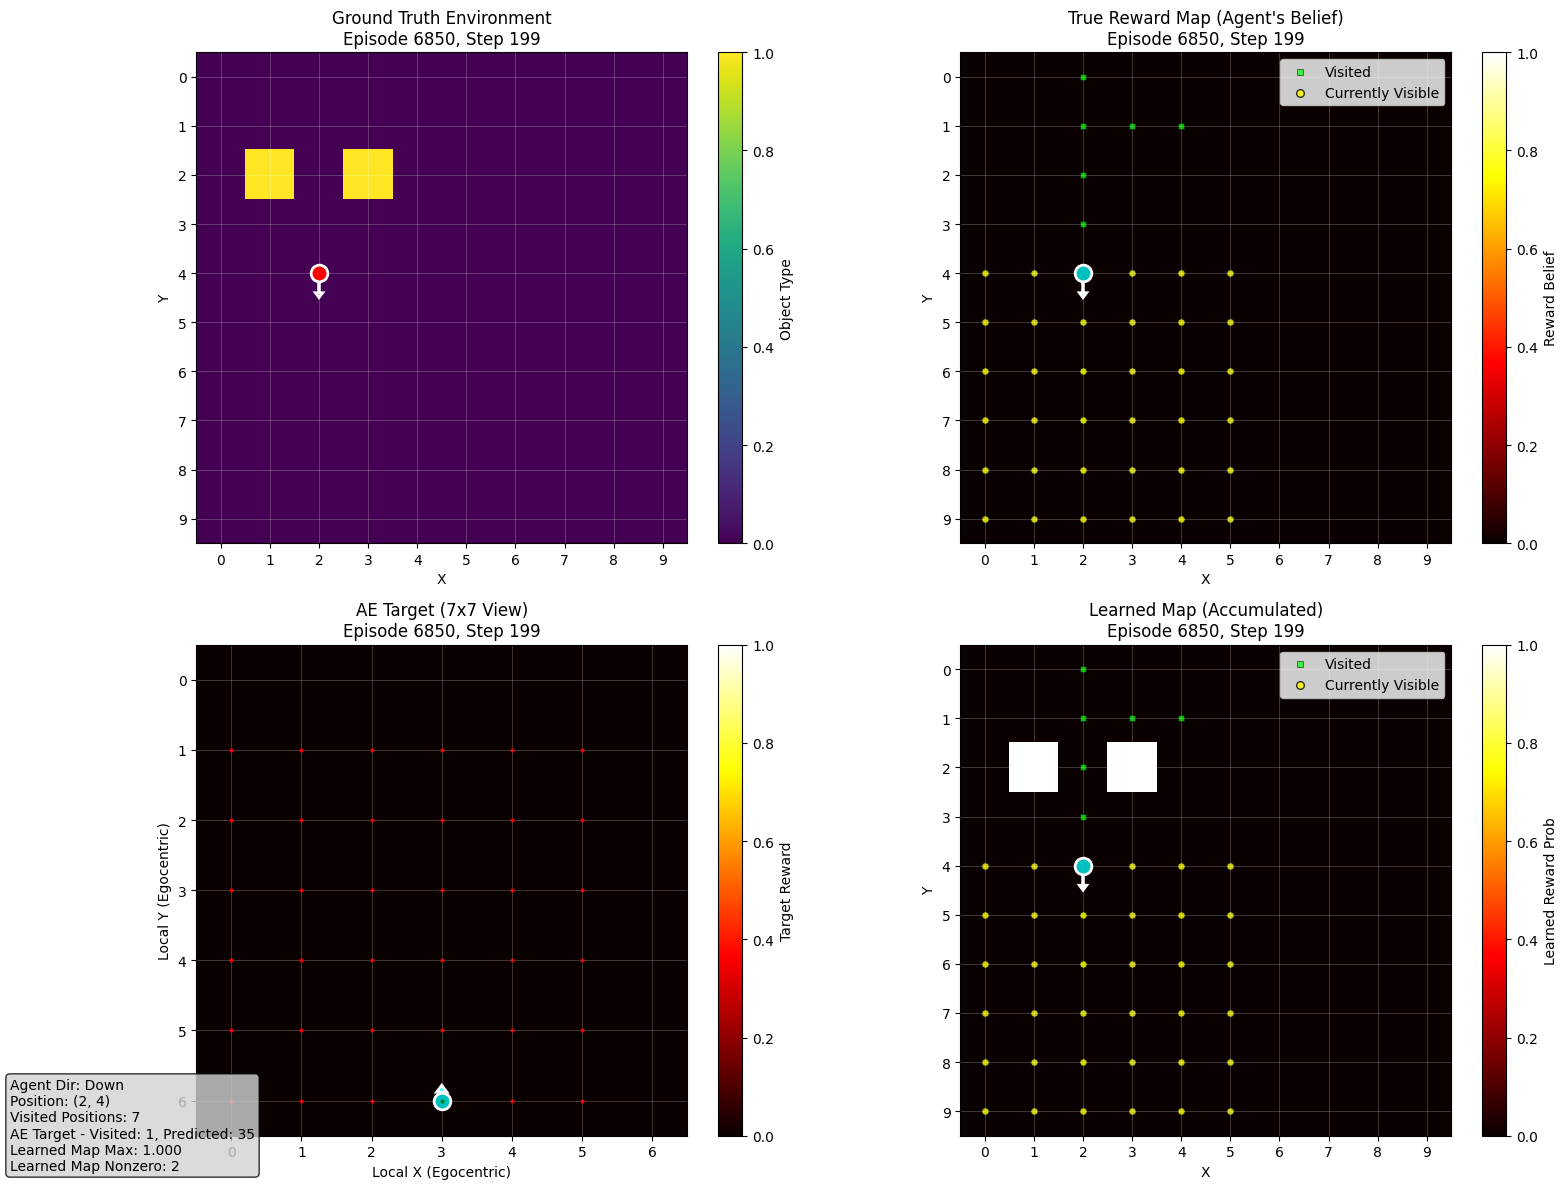 Ground Truth Environment
Episode 6850, Step 199
0
1
2
3
4
5
6
7
8
9
Y
0 1 2 3 4 5 6 7 8 9
X
1.0
0.8
0.6
0.4
0.2
0.0
Object Type
True Reward Map (Agent's Belief)
Episode 6850, Step 199
Visited
Currently Visible
0
1
2
3
4
5
6
7
8
9
Y
0 1 2 3 4 5 6 7 8 9
X
1.0
0.8
0.6
0.4
0.2
0.0
Reward Belief
AE Target (7x7 View)
Episode 6850, Step 199
0
1
2
3
4
5
6
Local Y (Egocentric)
0 1 2 3 4 5 6
Local X (Egocentric)
1.0
0.8
0.6
0.4
0.2
0.0
Target Reward
Learned Map (Accumulated)
Episode 6850, Step 199
Visited
Currently Visible
0
1
2
3
4
5
6
7
8
9
Y
0 1 2 3 4 5 6 7 8 9
X
1.0
0.8
0.6
0.4
0.2
0.0
Learned Reward Prob
Agent Dir: Down
Position: (2, 4)
Visited Positions: 7
AE Target - Visited: 1, Predicted: 35
Learned Map Max: 1.000
Learned Map Nonzero: 2